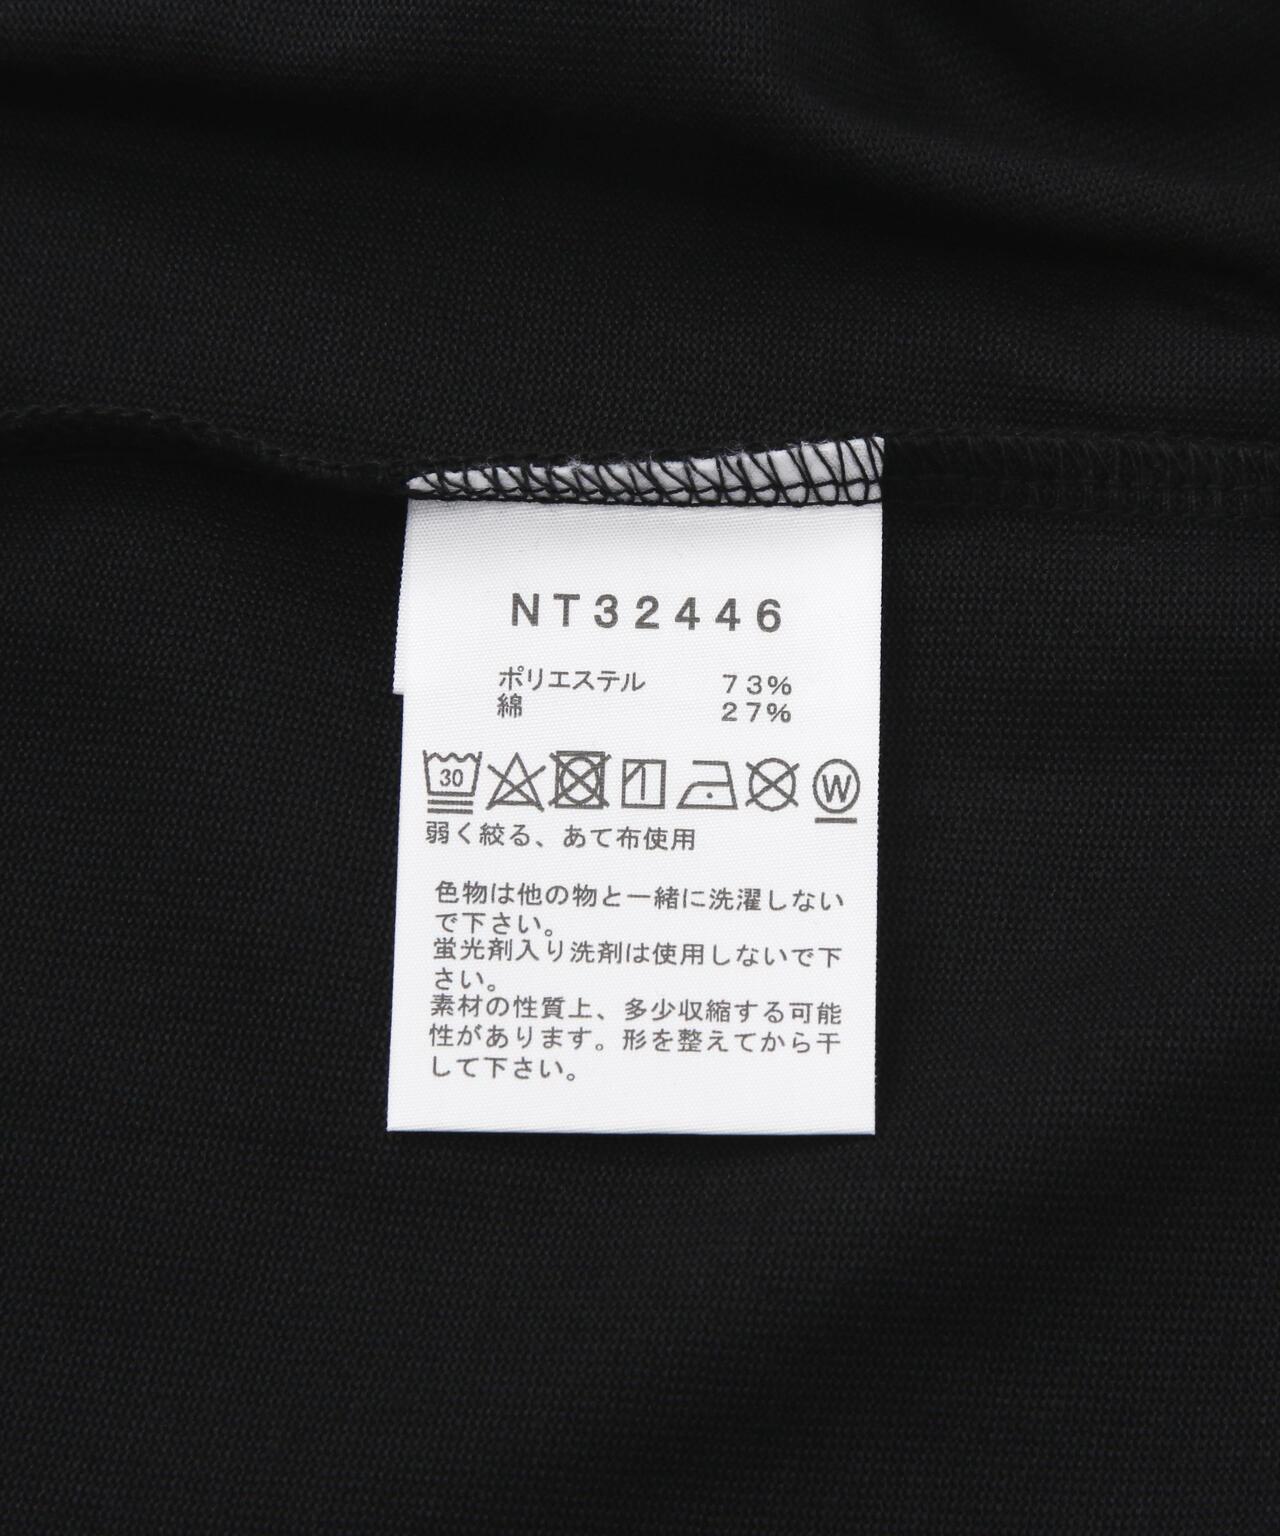 NT32446
ポリエステル 73%
綿 27%
30 W
弱く絞る、あて布使用
色物は他の物と一緒に洗濯しない
で下さい。
蛍光剤入り洗剤は使用しないで下
さい。
素材の性質上、多少収縮する可能
性があります。形を整えてから干
して下さい。